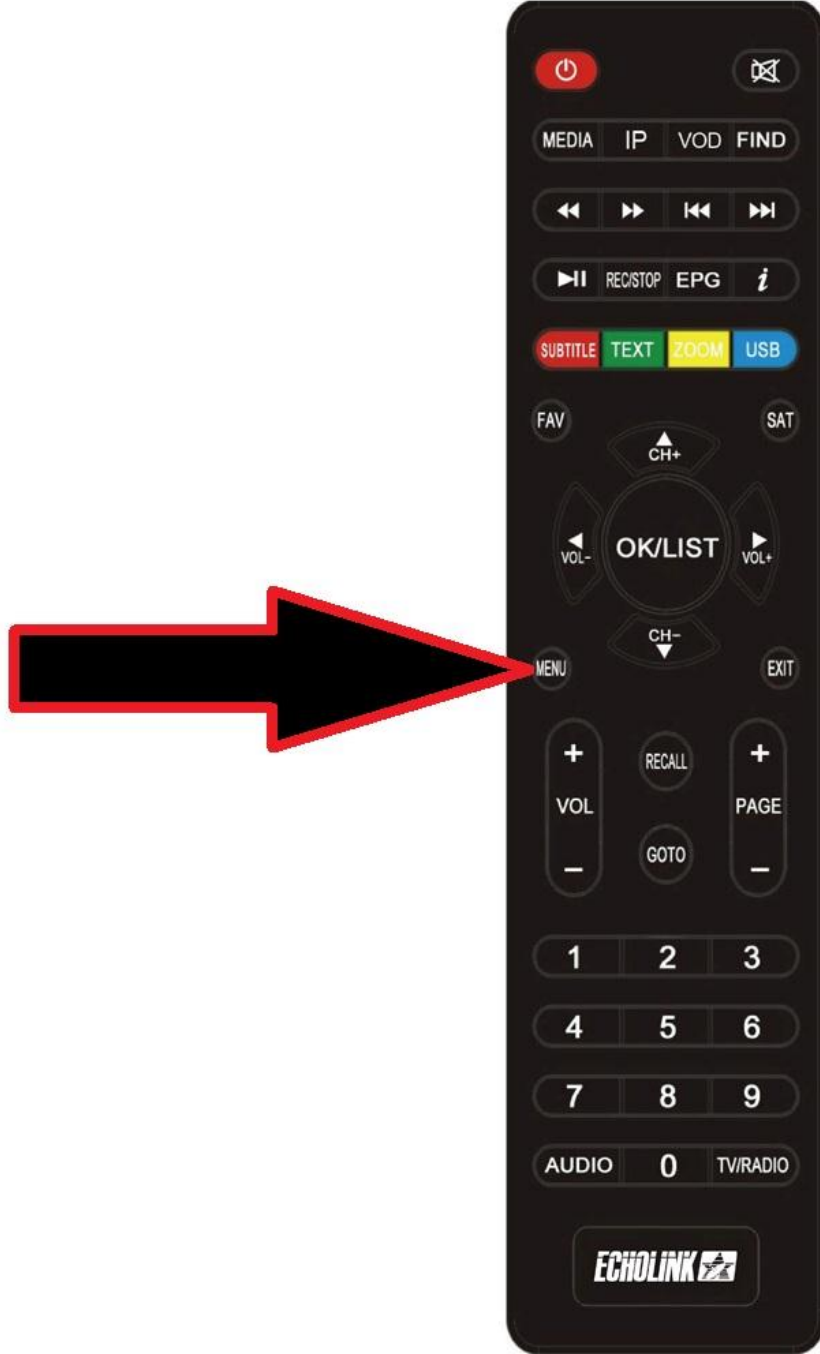 MEDIA IP VOD FIND
REC/STOP EPG i
SUBTITLE TEXT ZOOM USB
FAV SAT
CH+
VOL- OK/LIST VOL+
CH-
MENU EXIT
+ RECALL +
VOL PAGE
- GOTO -
1 2 3
4 5 6
7 8 9
AUDIO 0 TV/RADIO
ECHOLINK